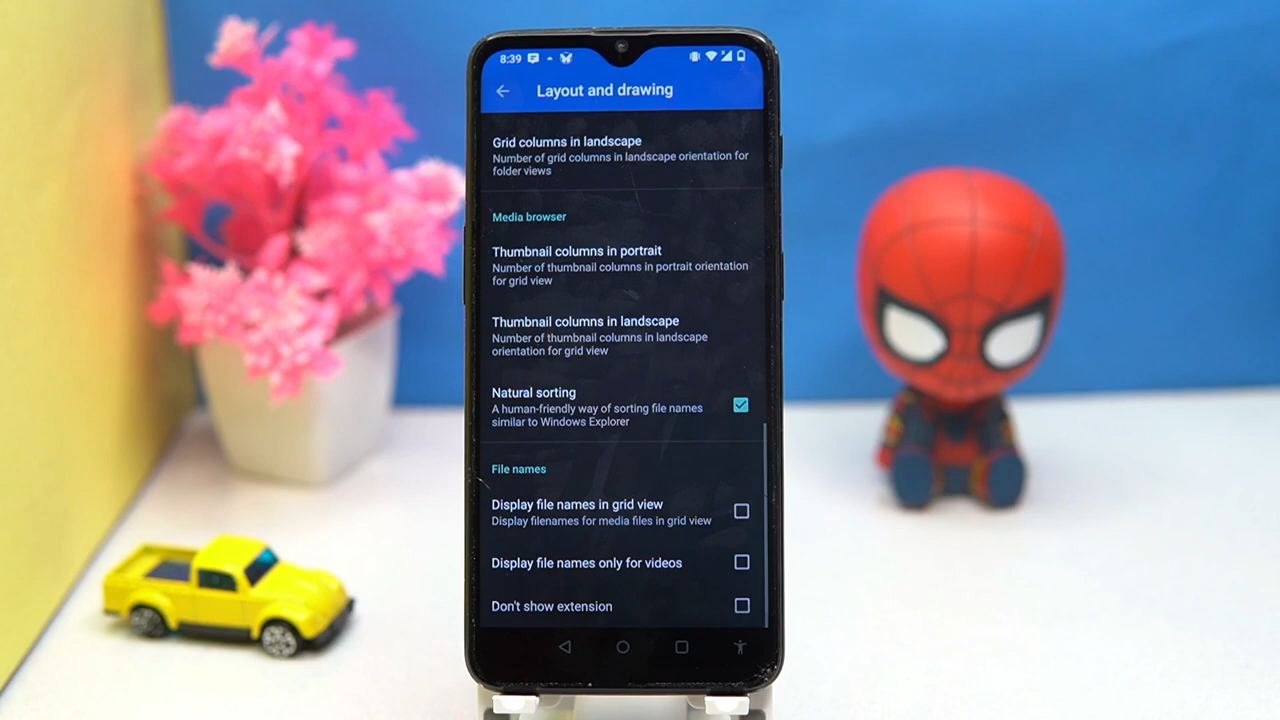 8:39
Layout and drawing
Grid columns in landscape
Number of grid columns in landscape orientation for
folder views
Media browser
Thumbnail columns in portrait
Number of thumbnail columns in portrait orientation
for grid view
Thumbnail columns in landscape
Number of thumbnail columns in landscape
orientation for grid view
Natural sorting
A human-friendly way of sorting file names
similar to Windows Explorer
File names
Display file names in grid view
Display filenames for media files in grid view
Display file names only for videos
Don't show extension